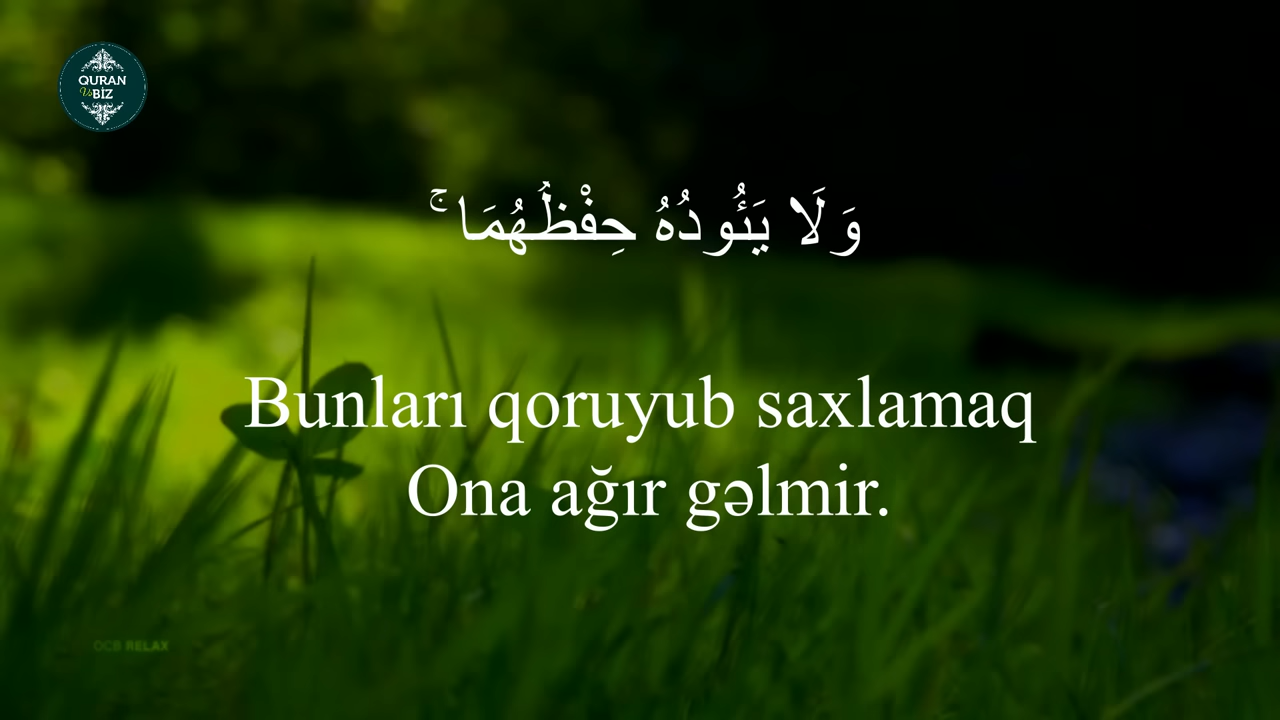 QURAN
Və BİZ
وَلَا يَـُٔودُهُ حِفْظُهُمَا ۚ
Bunları qoruyub saxlamaq
Ona ağır gəlmir.
OCB RELAX